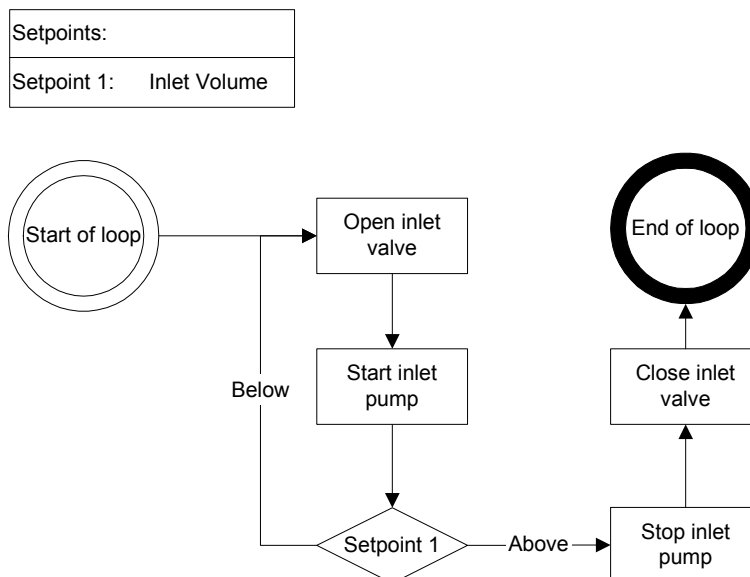 Setpoints:
Setpoint 1: Inlet Volume
Start of loop
Open inlet
valve
End of loop
Start inlet
pump
Close inlet
valve
Below
Setpoint 1
Above
Stop inlet
pump